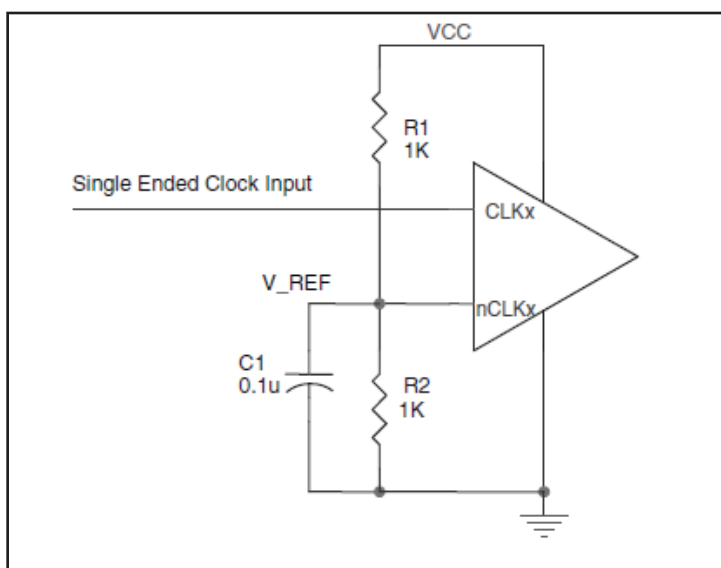 VCC
R1
1K
Single Ended Clock Input
CLKx
V_REF
nCLKx
C1
0.1u
R2
1K